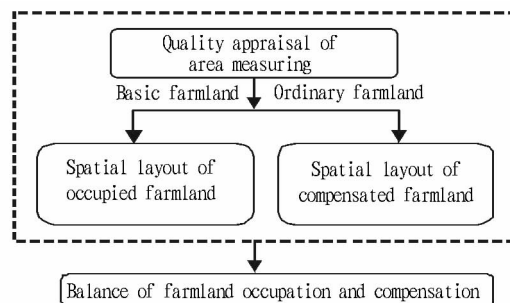 Quality appraisal of
area measuring
Basic farmland
Ordinary farmland
Spatial layout of
occupied farmland
Spatial layout of
compensated farmland
Balance of farmland occupation and compensation